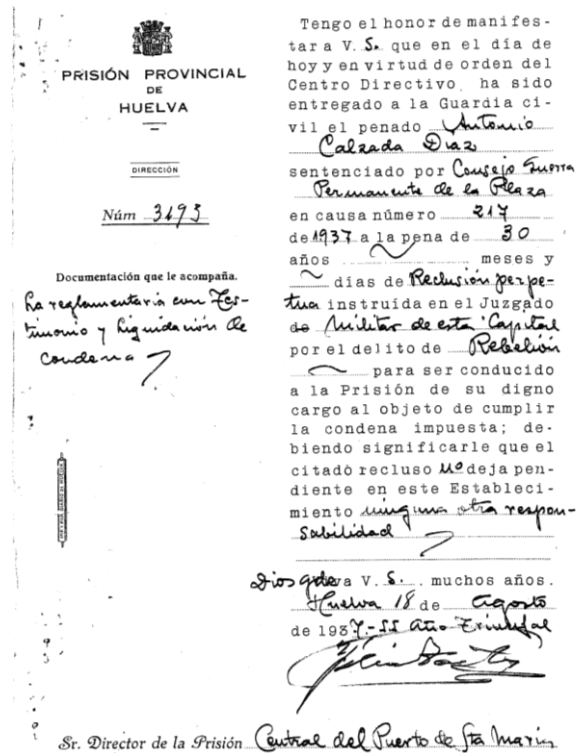 PRISIÓN PROVINCIAL
DE
HUELVA
DIRECCIÓN
Núm 3493
Documentación que le acompaña.
La reglamentaria con Tes-
timonio y Liquidación de
condena
Tengo el honor de manifes-
tar a V. S. que en el día de
hoy y en virtud de orden del
Centro Directivo, ha sido
entregado a la Guardia ci-
vil el penado Antonio
Calzada Diaz
sentenciado por Consejo Guerra
Permanente de la Plaza
en causa número 217
de 1937 a la pena de 30
años meses y
días de Reclusión perpe-
tua instruída en el Juzgado
de Militar de esta Capital
por el delito de Rebelión
para ser conducido
a la Prisión de su digno
cargo al objeto de cumplir
la condena impuesta; de-
biendo significarle que el
citado recluso nº deja pen-
diente en este Estableci-
miento ninguna otra respon-
sabilidad
Dios gde a V. S. muchos años.
Huelva 18 de Agosto
de 1937.-II Año Triunfal
Sr. Director de la Prisión Central del Puerto de Sta Maria